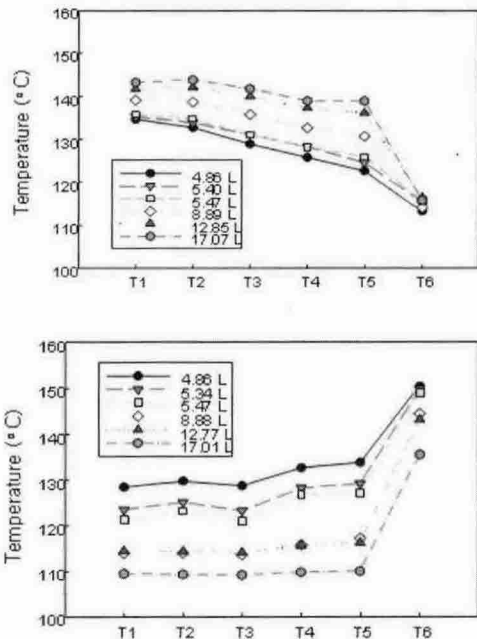 160
150
140
130
120
110
100
Temperature (°C)
4.86 L
5.40 L
5.47 L
8.89 L
12.85 L
17.07 L
T1 T2 T3 T4 T5 T6
160
150
140
130
120
110
100
Temperature (°C)
4.86 L
5.34 L
5.47 L
8.88 L
12.77 L
17.01 L
T1 T2 T3 T4 T5 T6